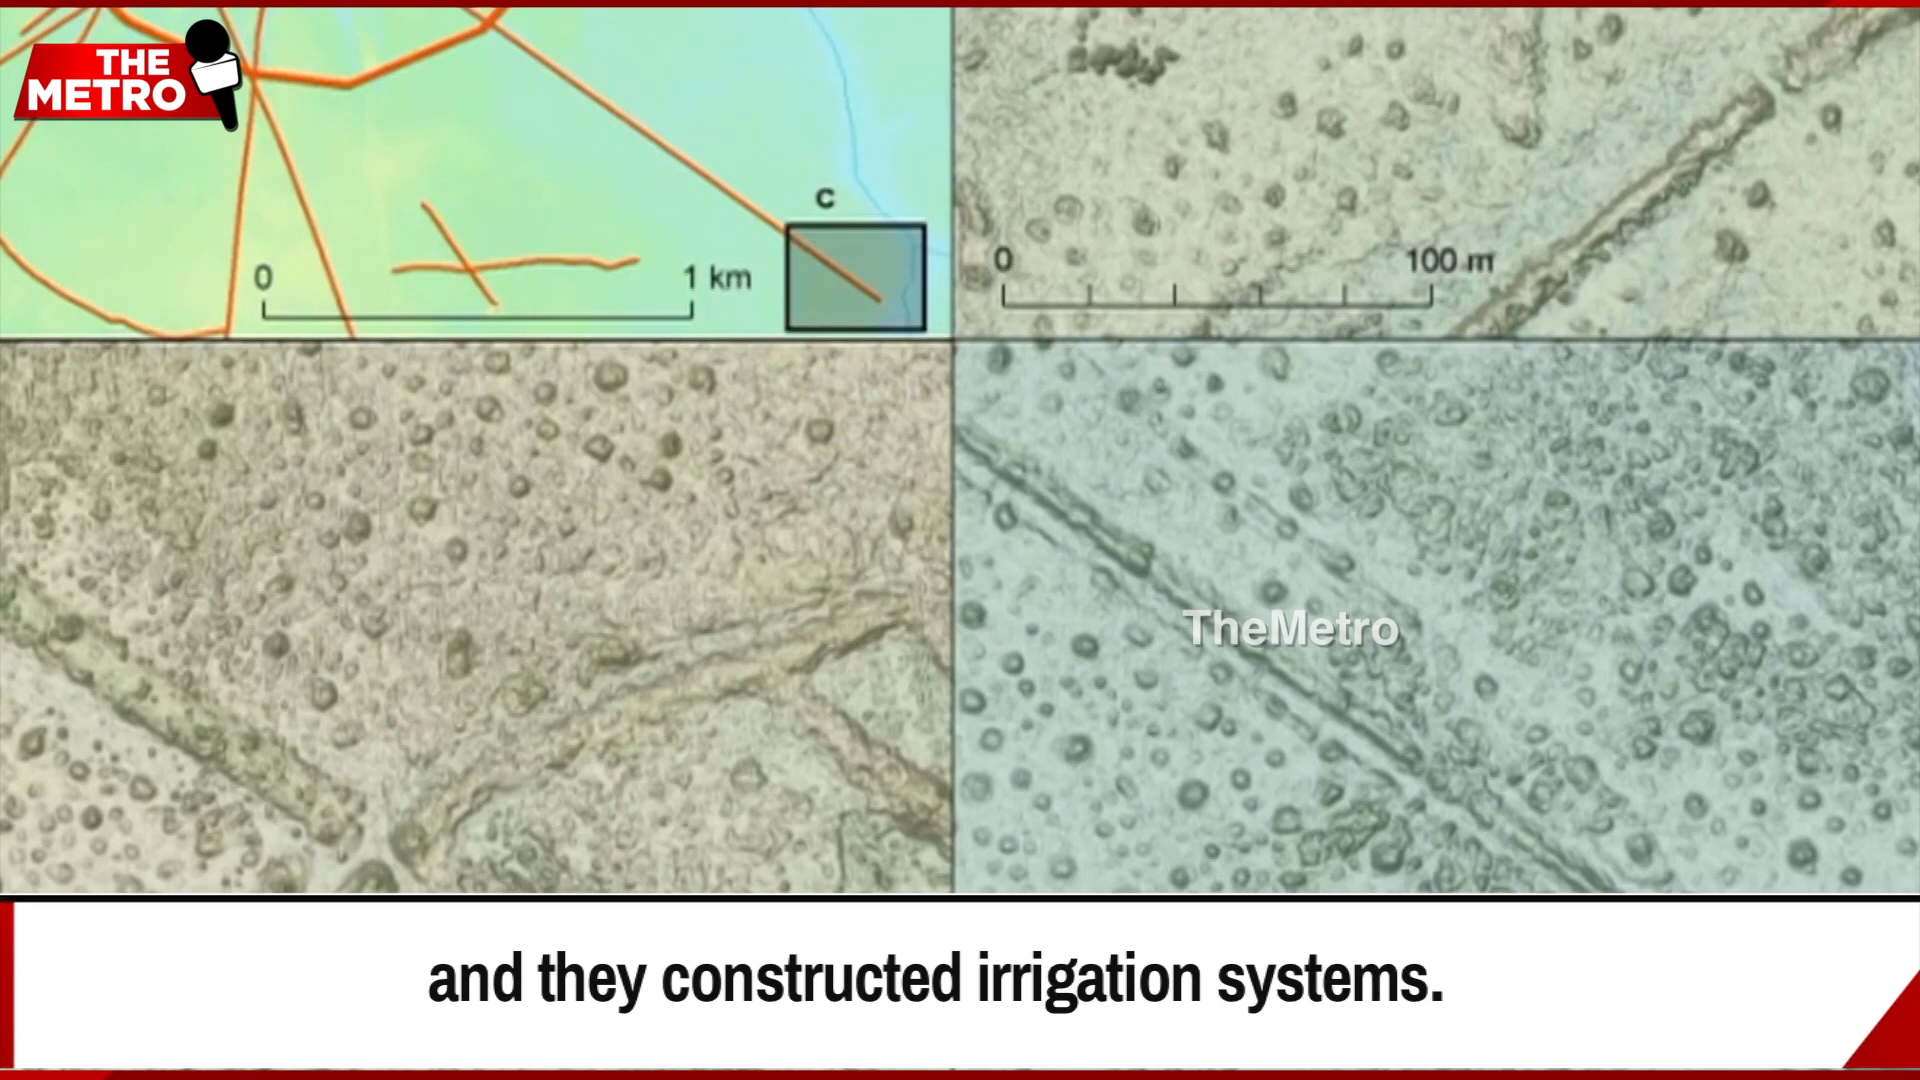 THE
METRO
C
0
1 km
0
100 m
TheMetro
and they constructed irrigation systems.